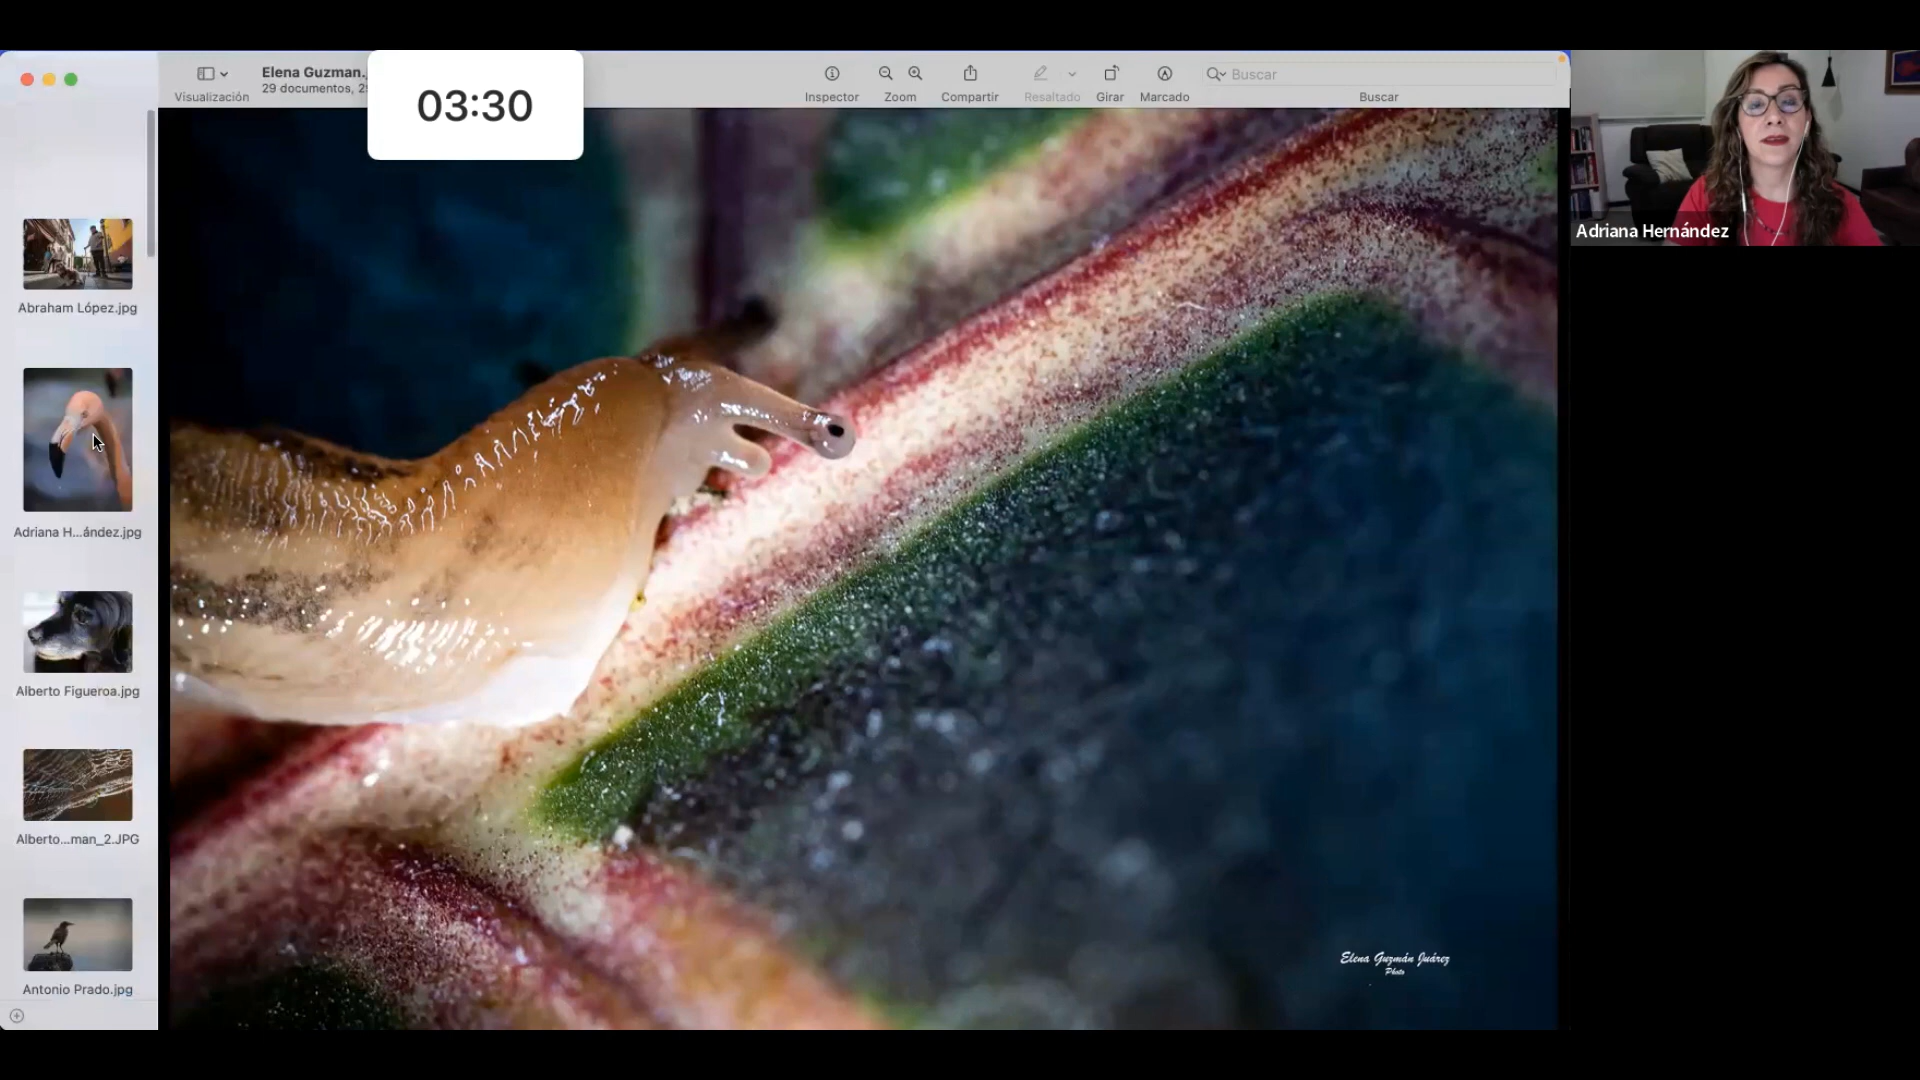 Elena Guzman.
29 documentos, 2
03:30
Visualización
Inspector
Zoom
Compartir
Resaltado
Girar
Marcado
Buscar
Buscar
Adriana Hernández
Abraham López.jpg
Adriana H...ández.jpg
Alberto Figueroa.jpg
Alberto...man_2.JPG
Antonio Prado.jpg
Elena Guzmán Juárez
Photo